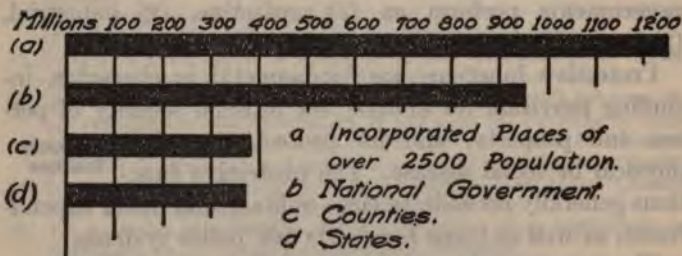 Millions 100 200 300 400 500 600 700 800 900 1000 1100 1200
(a)
(b)
(c)
(d)
a Incorporated Places of
over 2500 Population.
b National Government.
c Counties.
d States.